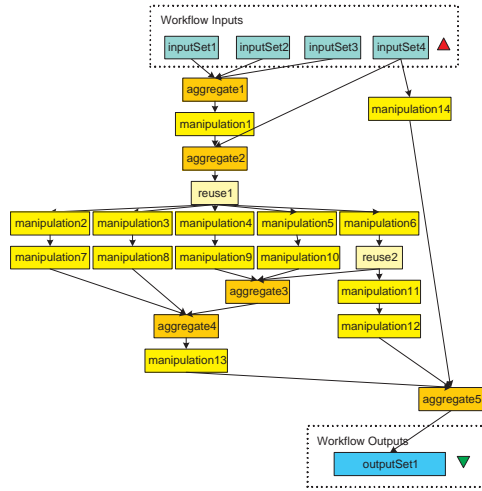 Workflow Inputs
inputSet1 inputSet2 inputSet3 inputSet4
aggregate1
manipulation14
manipulation1
aggregate2
reuse1
manipulation2 manipulation3 manipulation4 manipulation5 manipulation6
manipulation7 manipulation8 manipulation9 manipulation10 reuse2
aggregate3 manipulation11
aggregate4 manipulation12
manipulation13
aggregate5
Workflow Outputs
outputSet1